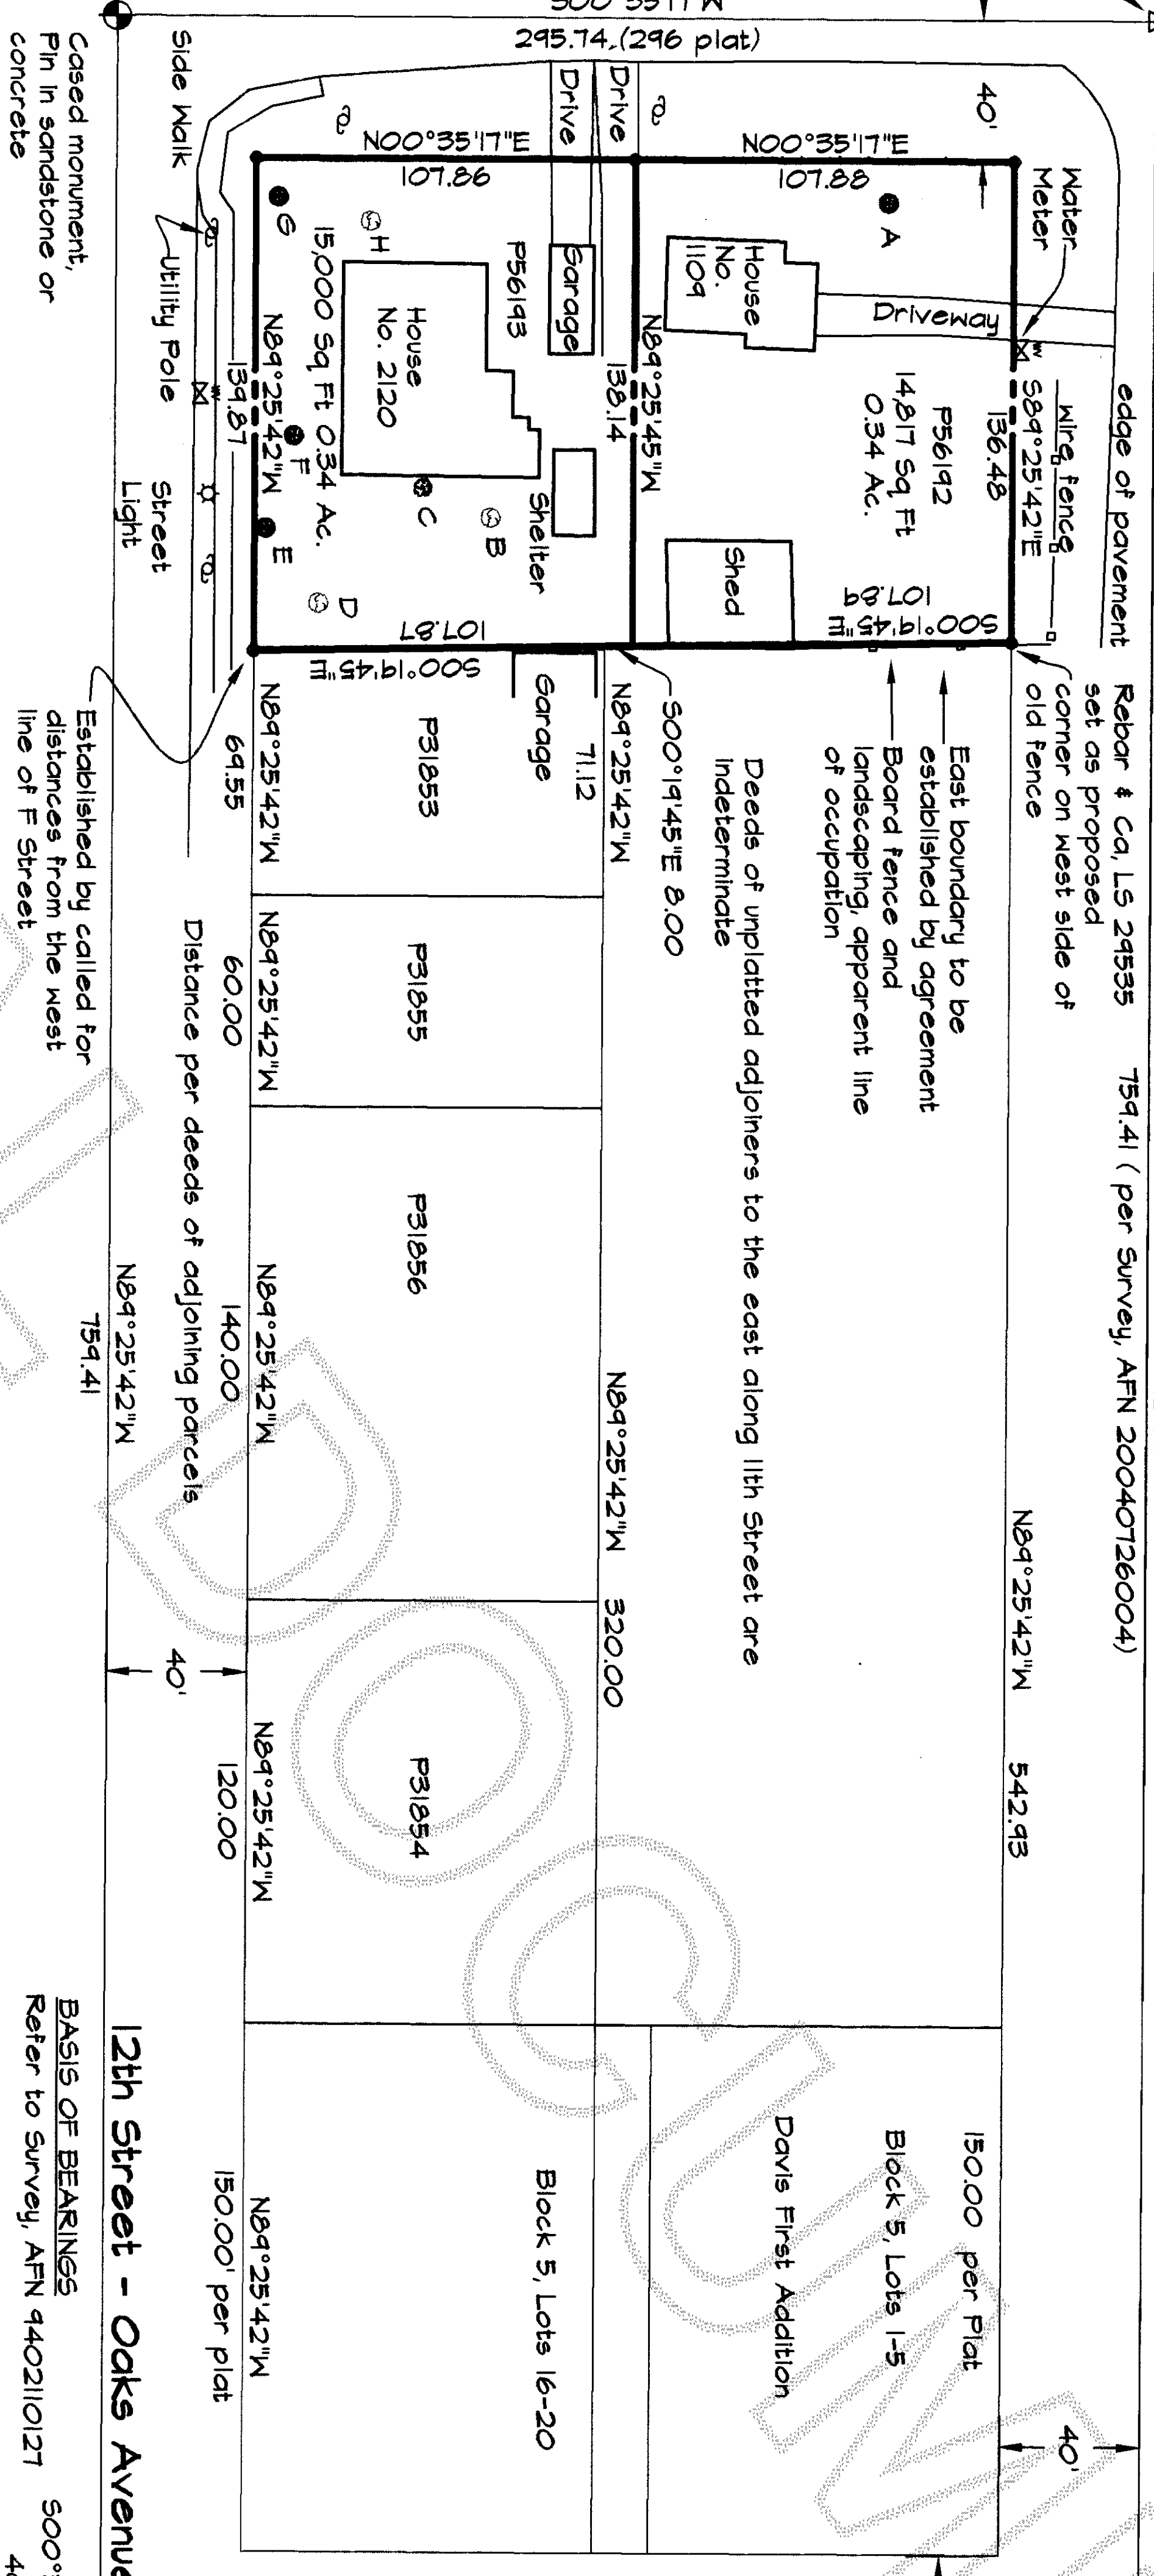 S00°35'17"W
295.74 (296 plat)
40'
edge of pavement
759.41 ( per Survey, AFN 200407260004)
Rebar & Ca, LS 29535
set as proposed
corner on west side of
old fence
Water
Meter
wire fence
S89°25'42"E
136.48
N89°25'42"W 542.93
N00°35'17"E
107.88
A
House
No.
1109
Driveway
P56192
14,817 Sq Ft
0.34 Ac.
Shed
S00°19'45"E
107.89
East boundary to be
established by agreement
Board fence and
landscaping, apparent line
of occupation
Deeds of unplatted adjoiners to the east along 11th Street are
indeterminate
S00°19'45"E 8.00
150.00 per Plat
Block 5, Lots 1-5
Davis First Addition
40'
Drive
Drive
N89°25'45"W
138.14
N89°25'42"W
71.12
N89°25'42"W 320.00
N00°35'17"E
107.86
Garage
P56193
House
No. 2120
15,000 Sq Ft 0.34 Ac.
Shelter
B
C
D
E
F
G
H
S00°19'45"E
107.87
Garage
P31853
P31855
P31856
P31854
Block 5, Lots 16-20
N89°25'42"W
139.87
N89°25'42"W
69.55
N89°25'42"W
60.00
N89°25'42"W
140.00
N89°25'42"W
120.00
N89°25'42"W
150.00' per plat
Side Walk
Utility Pole
Street
Light
Distance per deeds of adjoining parcels
40'
N89°25'42"W
759.41
12th Street - Oaks Avenue
Cased monument,
Pin in sandstone or
concrete
Established by called for
distances from the west
line of F Street
BASIS OF BEARINGS
Refer to Survey, AFN 9402110127
DOCUM